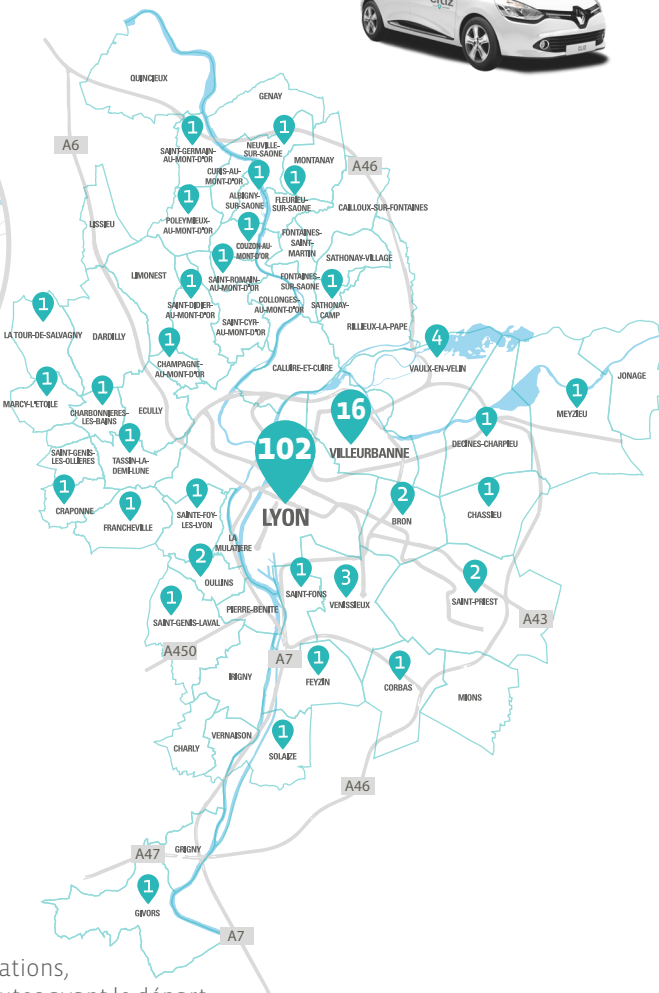 QUINCIEUX
GENAY
A6
1
SAINT-GERMAIN-
AU-MONT-D'OR
1
NEUVILLE-
SUR-SAONE
MONTANAY
A46
1
CURIS-AU-
MONT-D'OR
1
FLEURIEU-
SUR-SAONE
ALBIGNY-
SUR-SAONE
CAILLOUX-SUR-FONTAINES
1
POLEYMIEUX-
AU-MONT-D'OR
LISSIEU
1
COUZON-AU-
MONT-D'OR
FONTAINES-
SAINT-
MARTIN
SATHONAY-VILLAGE
1
SAINT-ROMAIN-
AU-MONT-D'OR
LIMONEST
FONTAINES-
SUR-SAONE
1
SATHONAY-
CAMP
1
SAINT-DIDIER-
AU-MONT-D'OR
COLLONGES-
AU-MONT-D'OR
SAINT-CYR-
AU-MONT-D'OR
RILLIEUX-LA-PAPE
1
LA TOUR-DE-SALVAGNY
DARDILLY
1
CHAMPAGNE-
AU-MONT-D'OR
CALUIRE-ET-CUIRE
4
VAULX-EN-VELIN
JONAGE
1
MARCY-L'ETOILE
1
CHARBONNIERES-
LES-BAINS
ECULLY
1
MEYZIEU
16
VILLEURBANNE
1
DECINES-CHARPIEU
1
TASSIN-LA-
DEMI-LUNE
SAINT-GENIS-
LES-OLLIERES
102
LYON
1
CRAPONNE
1
FRANCHEVILLE
1
SAINTE-FOY-
LES-LYON
2
BRON
1
CHASSIEU
LA
MULATIERE
2
OULLINS
1
SAINT-FONS
3
VENISSIEUX
2
SAINT-PRIEST
1
SAINT-GENIS-LAVAL
PIERRE-BENITE
A43
A450
A7
IRIGNY
1
FEYZIN
1
CORBAS
MIONS
CHARLY
VERNAISON
1
SOLAIZE
A46
A47
GRIGNY
1
GIVORS
A7
ations,